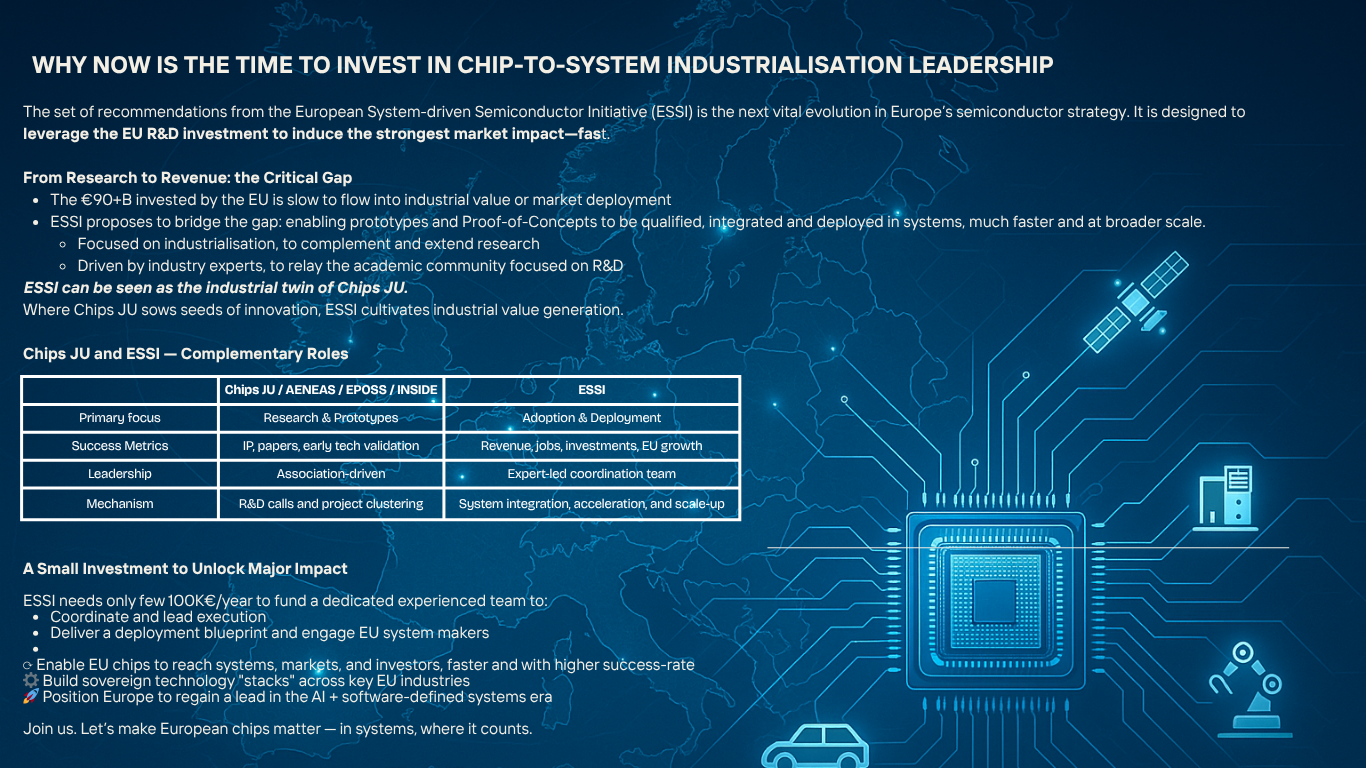 WHY NOW IS THE TIME TO INVEST IN CHIP-TO-SYSTEM INDUSTRIALISATION LEADERSHIP
The set of recommendations from the European System-driven Semiconductor Initiative (ESSI) is the next vital evolution in Europe's semiconductor strategy. It is designed to
leverage the EU R&D investment to induce the strongest market impact—fast.
From Research to Revenue: the Critical Gap
• The €90+B invested by the EU is slow to flow into industrial value or market deployment
• ESSI proposes to bridge the gap: enabling prototypes and Proof-of-Concepts to be qualified, integrated and deployed in systems, much faster and at broader scale.
◦ Focused on industrialisation, to complement and extend research
◦ Driven by industry experts, to relay the academic community focused on R&D
ESSI can be seen as the industrial twin of Chips JU.
Where Chips JU sows seeds of innovation, ESSI cultivates industrial value generation.
Chips JU and ESSI — Complementary Roles
Chips JU / AENEAS / EPOSS / INSIDE ESSI
Primary focus Research & Prototypes Adoption & Deployment
Success Metrics IP, papers, early tech validation Revenue, jobs, investments, EU growth
Leadership Association-driven Expert-led coordination team
Mechanism R&D calls and project clustering System integration, acceleration, and scale-up
A Small Investment to Unlock Major Impact
ESSI needs only few 100K€/year to fund a dedicated experienced team to:
• Coordinate and lead execution
• Deliver a deployment blueprint and engage EU system makers
•
⟳ Enable EU chips to reach systems, markets, and investors, faster and with higher success-rate
⚙️ Build sovereign technology "stacks" across key EU industries
🚀 Position Europe to regain a lead in the AI + software-defined systems era
Join us. Let's make European chips matter — in systems, where it counts.